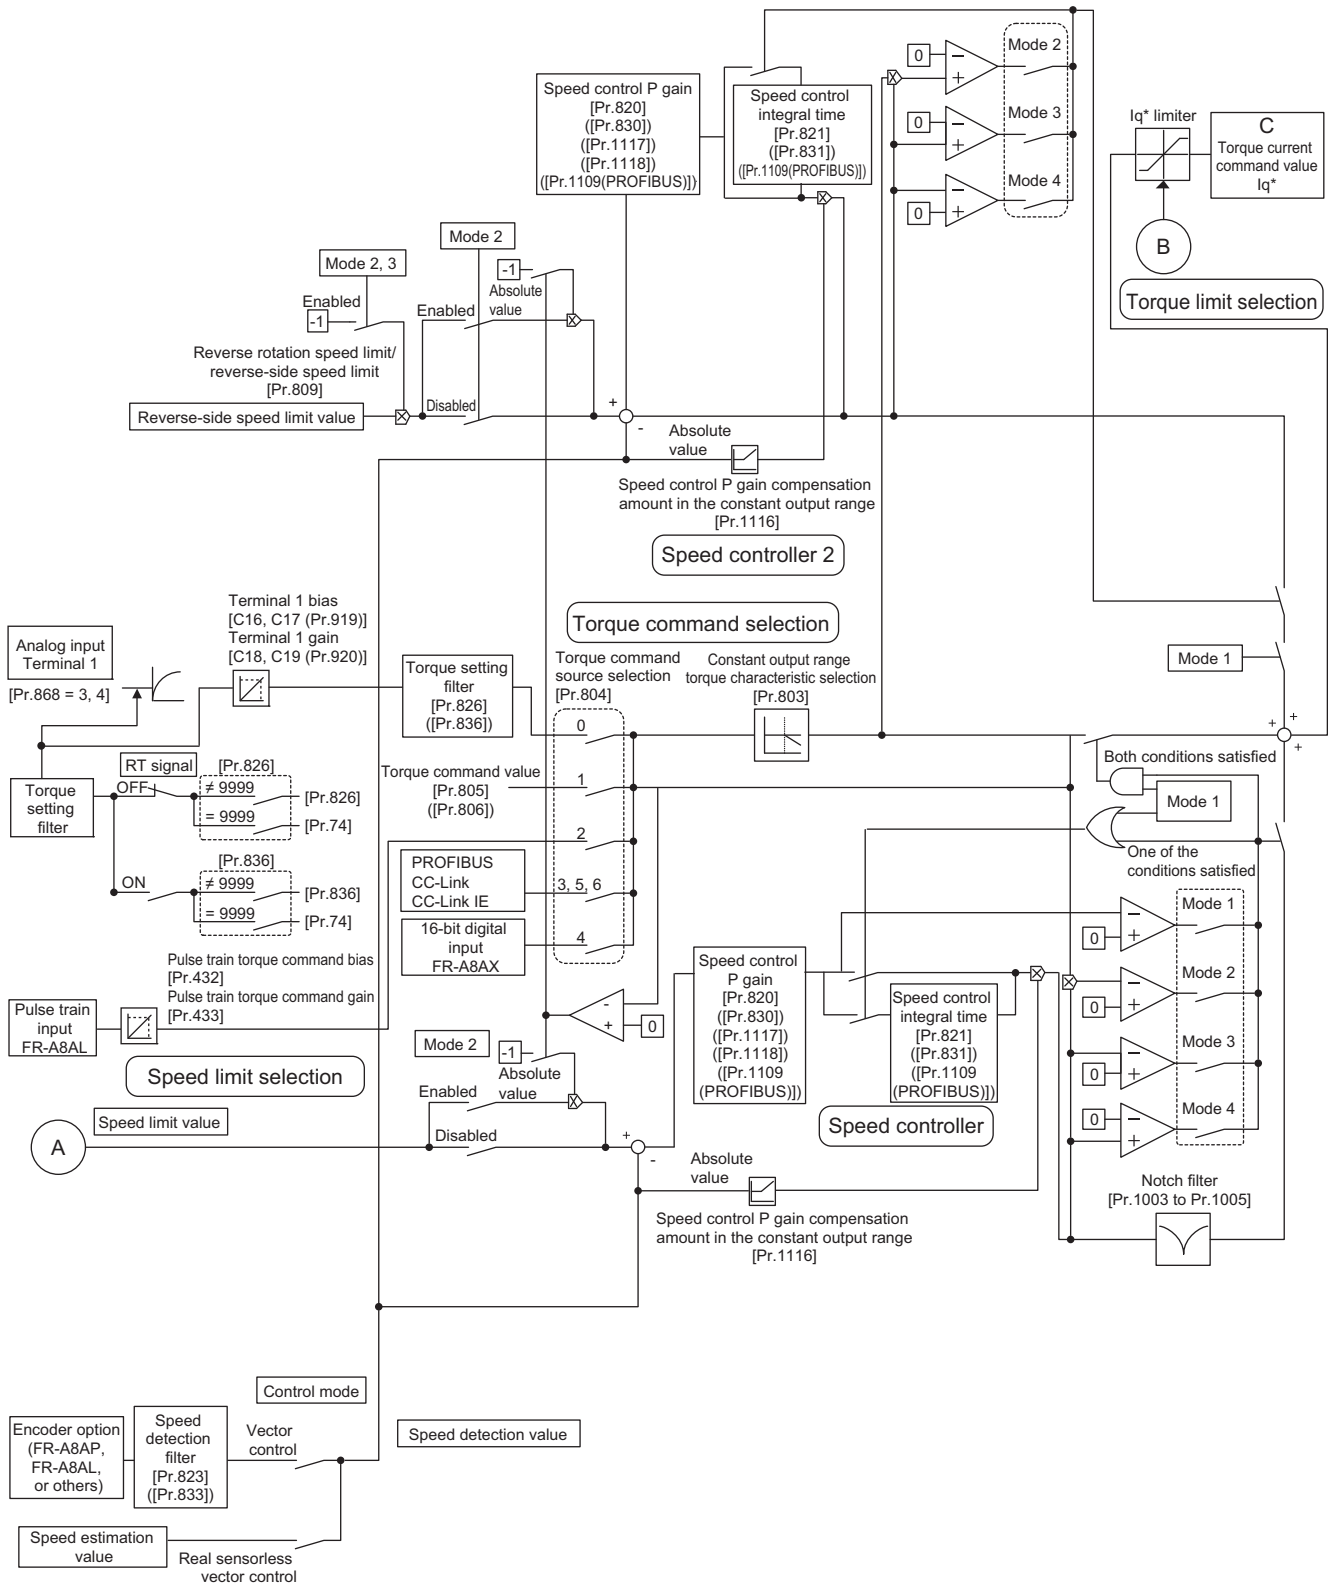 Speed control P gain
[Pr.820]
([Pr.830])
([Pr.1117])
([Pr.1118])
([Pr.1109(PROFIBUS)])
Speed control
integral time
[Pr.821]
([Pr.831])
([Pr.1109(PROFIBUS)])
0
−
+
Mode 2
0
−
+
Mode 3
−
0
+
Mode 4
Iq* limiter
C
Torque current
command value
Iq*
B
Torque limit selection
Mode 2
Mode 2, 3
Enabled
-1
-1
Absolute
value
Enabled
Reverse rotation speed limit/
reverse-side speed limit
[Pr.809]
Reverse-side speed limit value
Disabled
+
-
Absolute
value
Speed control P gain compensation
amount in the constant output range
[Pr.1116]
Speed controller 2
Torque command selection
Terminal 1 bias
[C16, C17 (Pr.919)]
Terminal 1 gain
[C18, C19 (Pr.920)]
Analog input
Terminal 1
[Pr.868 = 3, 4]
Torque setting
filter
[Pr.826]
([Pr.836])
Torque command
source selection
[Pr.804]
0
1
2
3, 5, 6
4
Constant output range
torque characteristic selection
[Pr.803]
Mode 1
+
+
+
Both conditions satisfied
Mode 1
One of the
conditions satisfied
Torque
setting
filter
RT signal
OFF
[Pr.826]
≠ 9999
[Pr.826]
= 9999
[Pr.74]
ON
[Pr.836]
≠ 9999
[Pr.836]
= 9999
[Pr.74]
Torque command value
[Pr.805]
([Pr.806])
PROFIBUS
CC-Link
CC-Link IE
16-bit digital
input
FR-A8AX
Pulse train torque command bias
[Pr.432]
Pulse train torque command gain
[Pr.433]
Pulse train
input
FR-A8AL
Speed limit selection
-
+
0
Mode 2
-1
Absolute
value
Enabled
Disabled
Speed limit value
A
+
-
Speed control
P gain
[Pr.820]
([Pr.830])
([Pr.1117])
([Pr.1118])
([Pr.1109
(PROFIBUS)])
Speed control
integral time
[Pr.821]
([Pr.831])
([Pr.1109
(PROFIBUS)])
Speed controller
−
0
+
Mode 1
−
0
+
Mode 2
−
0
+
Mode 3
0
−
+
Mode 4
Notch filter
[Pr.1003 to Pr.1005]
Absolute
value
Speed control P gain compensation
amount in the constant output range
[Pr.1116]
Control mode
Encoder option
(FR-A8AP,
FR-A8AL,
or others)
Speed
detection
filter
[Pr.823]
([Pr.833])
Vector
control
Speed detection value
Speed estimation
value
Real sensorless
vector control